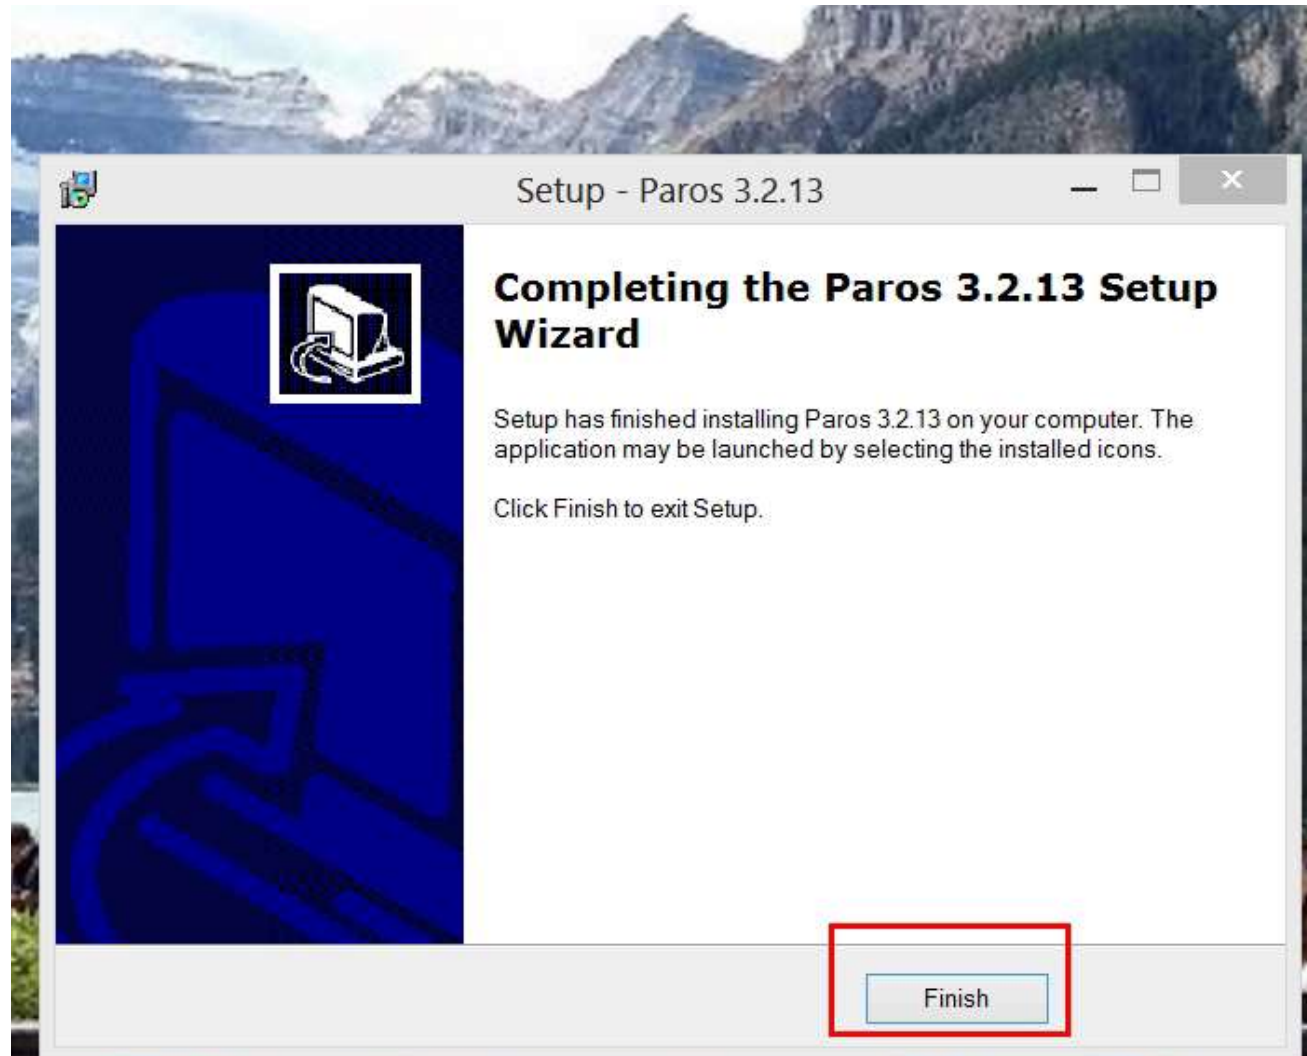 Setup - Paros 3.2.13
Completing the Paros 3.2.13 Setup
Wizard
Setup has finished installing Paros 3.2.13 on your computer. The
application may be launched by selecting the installed icons.
Click Finish to exit Setup.
Finish